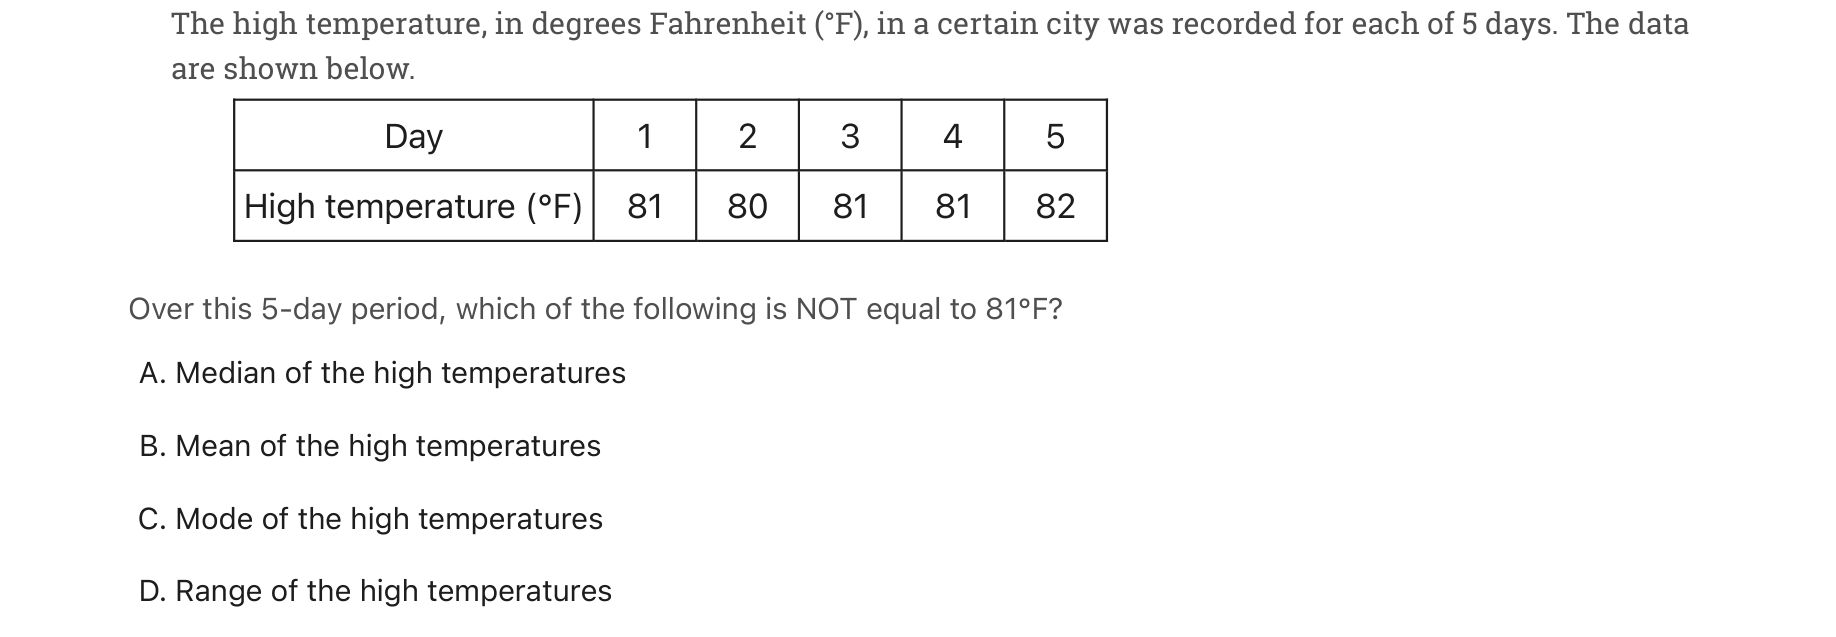 The high temperature, in degrees Fahrenheit (°F), in a certain city was recorded for each of 5 days. The data
are shown below.
Day 1 2 3 4 5
High temperature (°F) 81 80 81 81 82
Over this 5-day period, which of the following is NOT equal to 81°F?
A. Median of the high temperatures
B. Mean of the high temperatures
C. Mode of the high temperatures
D. Range of the high temperatures